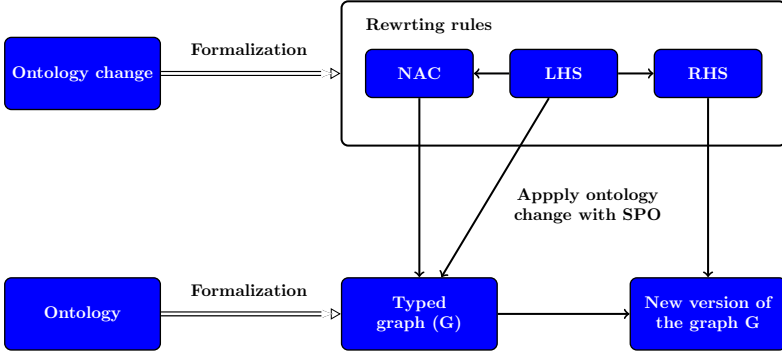 Rewrting rules
Formalization
Ontology change
NAC
LHS
RHS
Appply ontology
change with SPO
Formalization
Ontology
Typed
graph (G)
New version of
the graph G